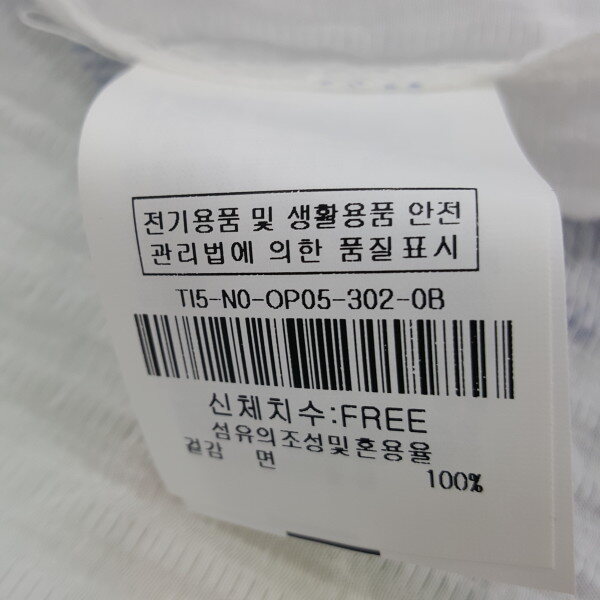 전기용품 및 생활용품 안전
관리법에 의한 품질표시
TI5-N0-OP05-302-0B
신체치수:FREE
섬유의조성및혼용율
겉감 면 100%